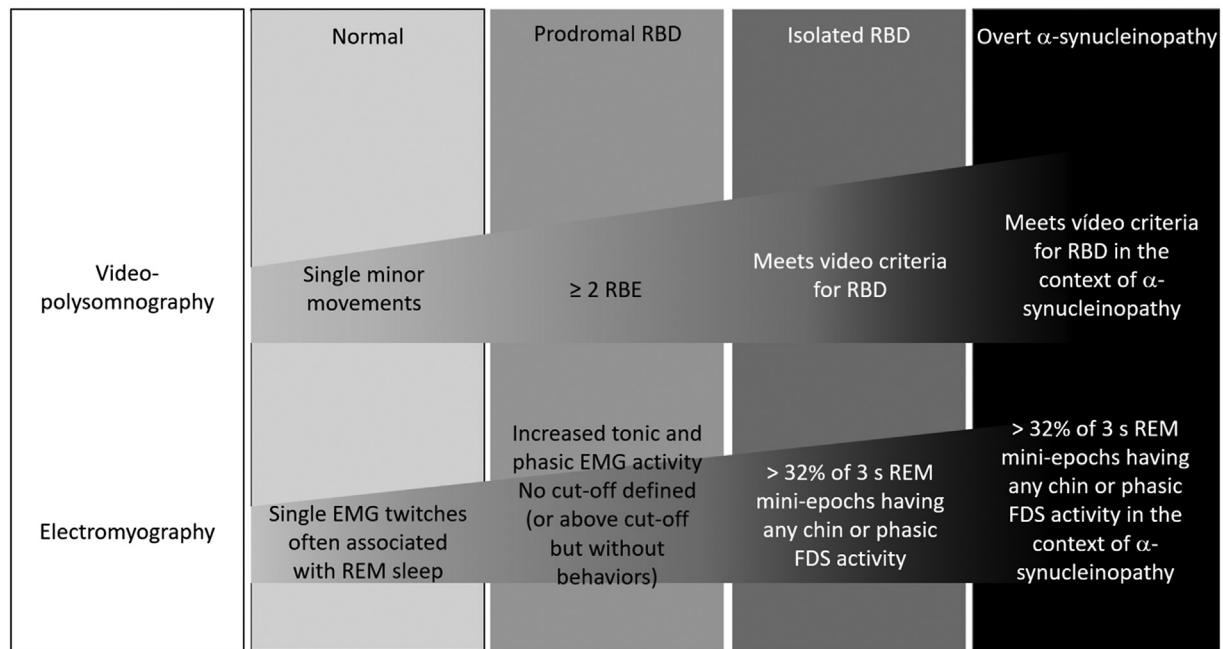 Normal
Prodromal RBD
Isolated RBD
Overt α-synucleinopathy
Video-
polysomnography
Single minor
movements
≥ 2 RBE
Meets video criteria
for RBD
Meets vídeo criteria
for RBD in the
context of α-
synucleinopathy
Electromyography
Single EMG twitches
often associated
with REM sleep
Increased tonic and
phasic EMG activity
No cut-off defined
(or above cut-off
but without
behaviors)
> 32% of 3 s REM
mini-epochs having
any chin or phasic
FDS activity
> 32% of 3 s REM
mini-epochs having
any chin or phasic
FDS activity in the
context of α-
synucleinopathy